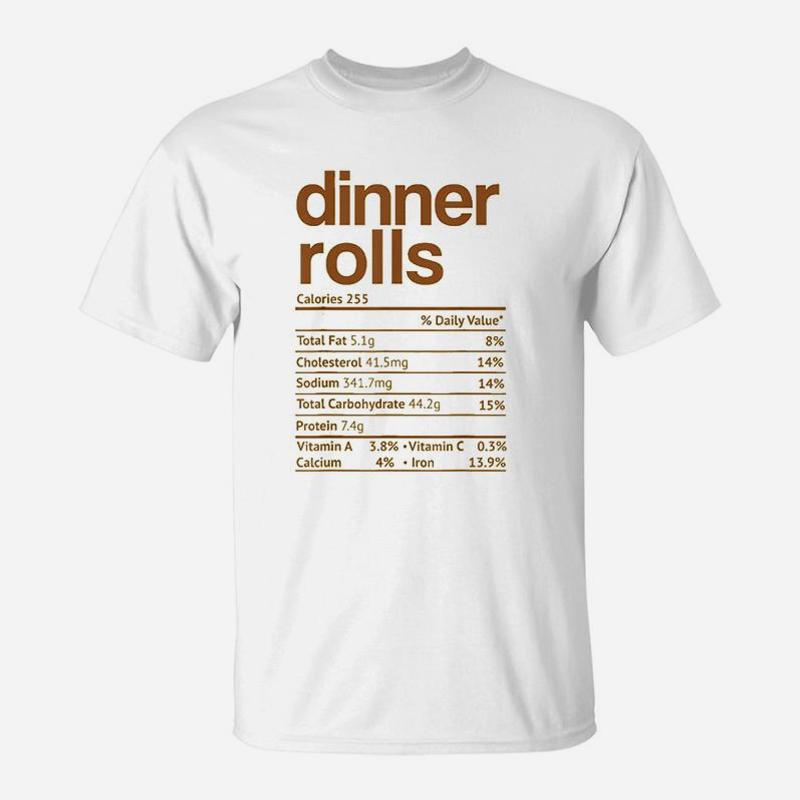 dinner
rolls
Calories 255
% Daily Value*
Total Fat 5.1g 8%
Cholesterol 41.5mg 14%
Sodium 341.7mg 14%
Total Carbohydrate 44.2g 15%
Protein 7.4g
Vitamin A 3.8% • Vitamin C 0.3%
Calcium 4% • Iron 13.9%